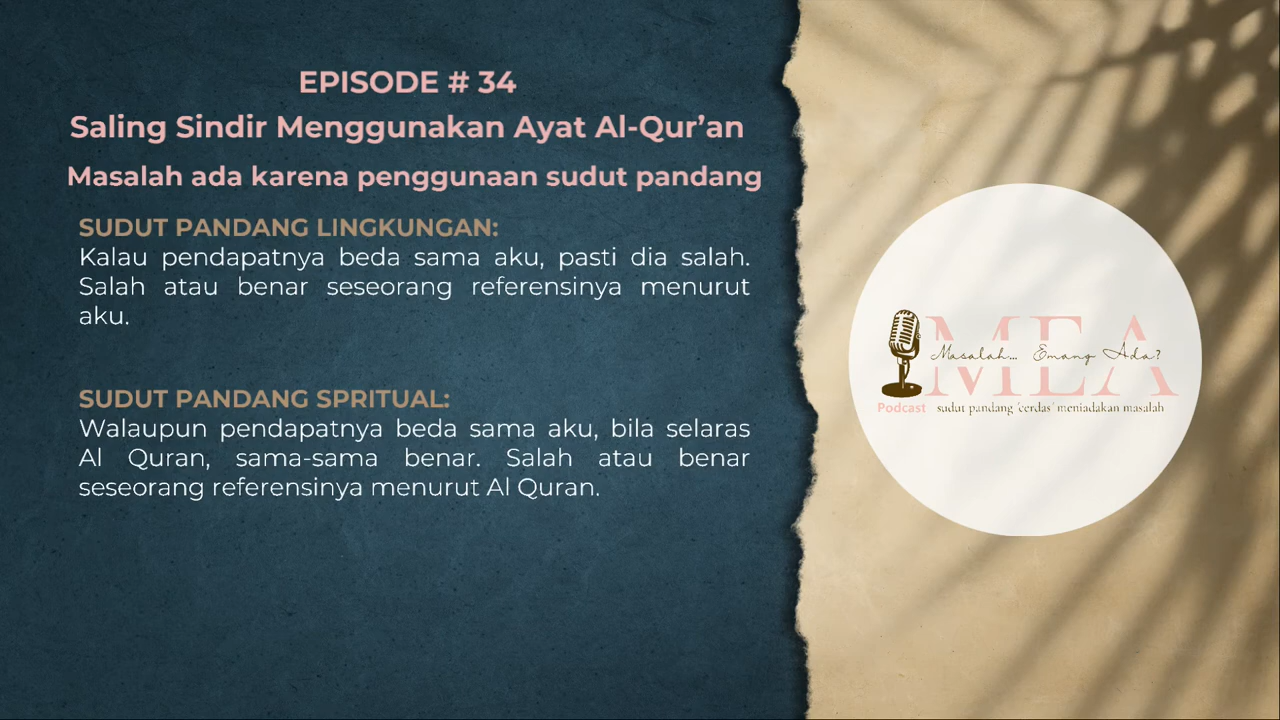 EPISODE # 34
Saling Sindir Menggunakan Ayat Al-Qur’an
Masalah ada karena penggunaan sudut pandang
SUDUT PANDANG LINGKUNGAN:
Kalau pendapatnya beda sama aku, pasti dia salah.
Salah atau benar seseorang referensinya menurut
aku.
SUDUT PANDANG SPRITUAL:
Walaupun pendapatnya beda sama aku, bila selaras
Al Quran, sama-sama benar. Salah atau benar
seseorang referensinya menurut Al Quran.
MEA
Masalah... Emang Ada?
Podcast sudut pandang 'cerdas' meniadakan masalah